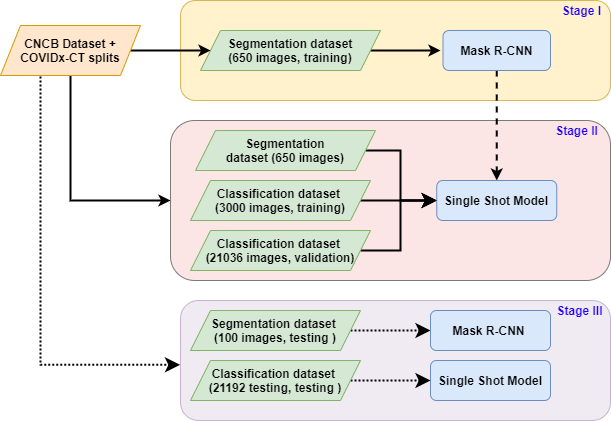 Stage I
CNCB Dataset +
COVIDx-CT splits
Segmentation dataset
(650 images, training)
Mask R-CNN
Stage II
Segmentation
dataset (650 images)
Classification dataset
(3000 images, training)
Single Shot Model
Classification dataset
(21036 images, validation)
Stage III
Segmentation dataset
(100 images, testing )
Mask R-CNN
Classification dataset
(21192 testing, testing )
Single Shot Model